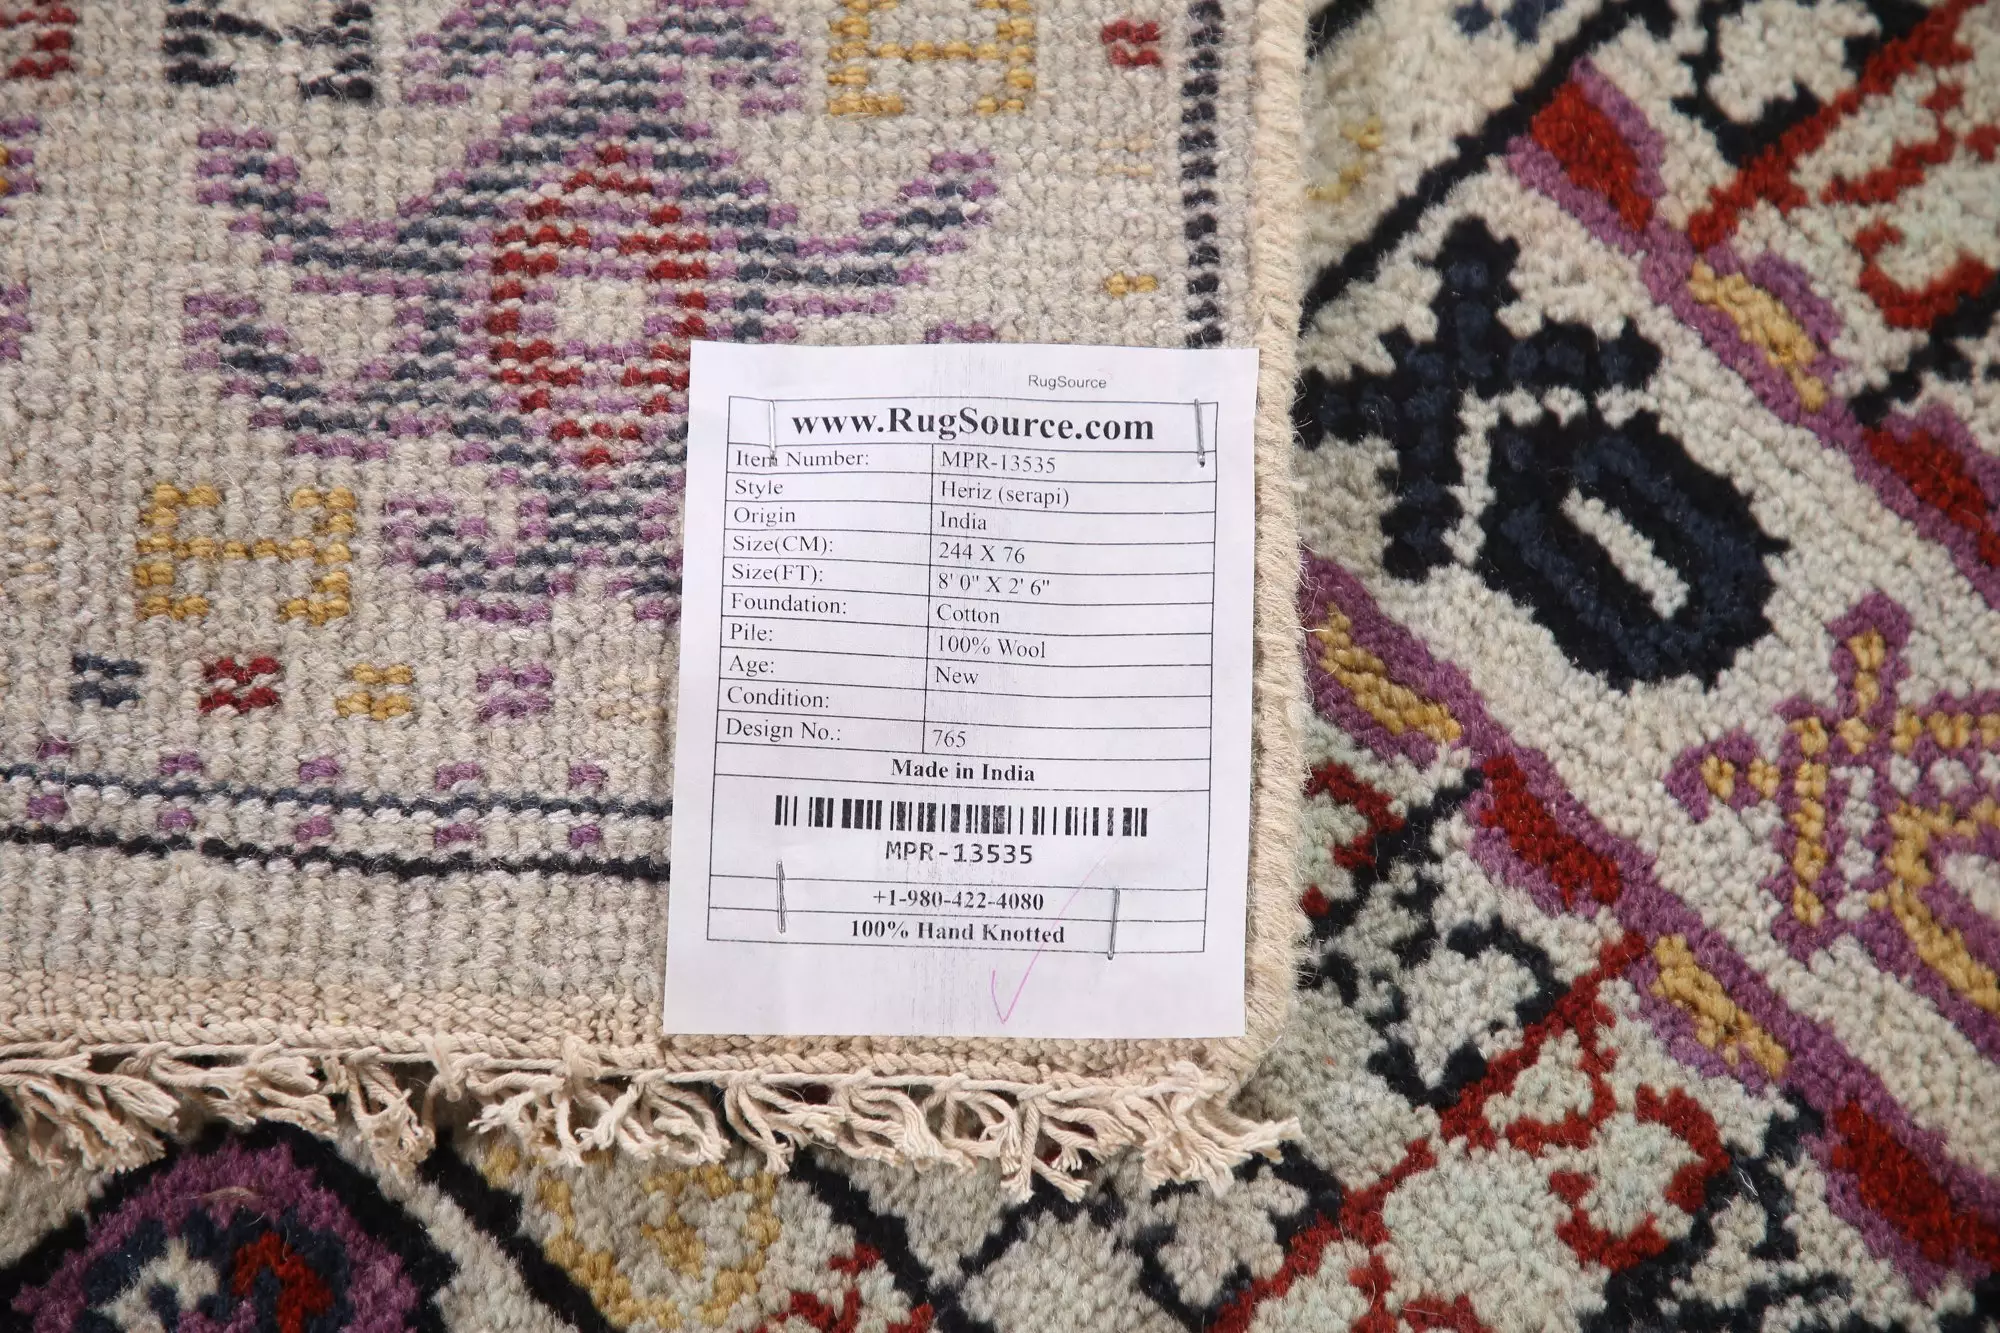 RugSource
www.RugSource.com
Item Number: MPR-13535
Style Heriz (serapi)
Origin India
Size(CM): 244 X 76
Size(FT): 8' 0" X 2' 6"
Foundation: Cotton
Pile: 100% Wool
Age: New
Condition:
Design No.: 765
Made in India
MPR-13535
+1-980-422-4080
100% Hand Knotted